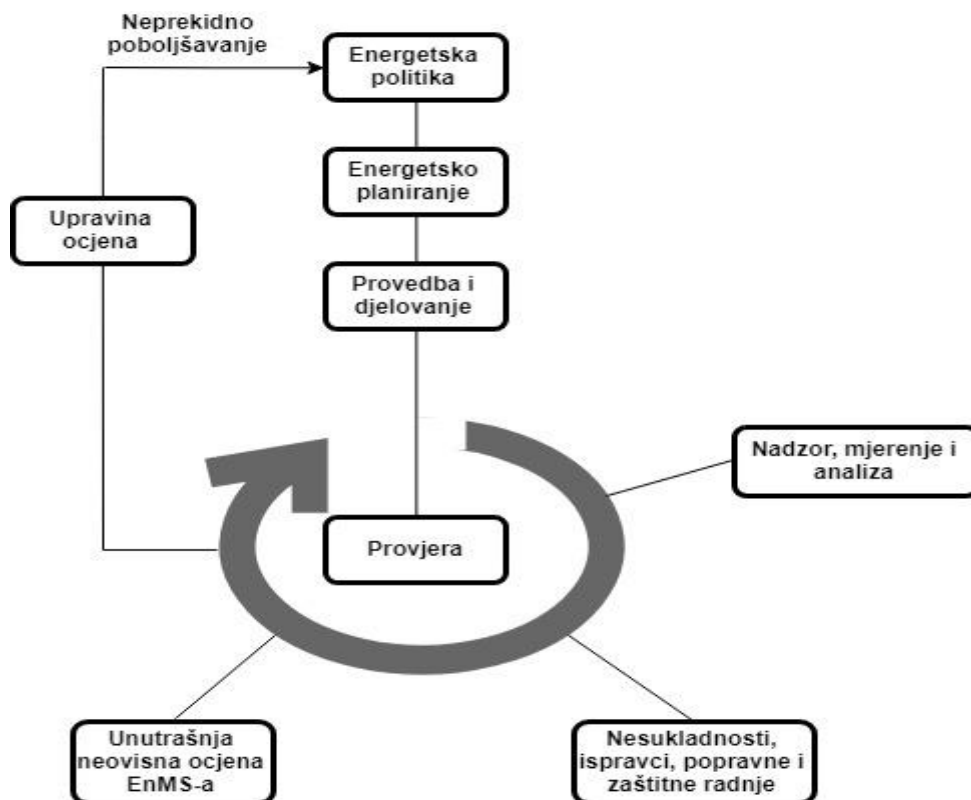 Neprekidno
poboljšavanje
Energetska
politika
Energetsko
planiranje
Upravina
ocjena
Provedba i
djelovanje
Nadzor, mjerenje i
analiza
Provjera
Unutrašnja
neovisna ocjena
EnMS-a
Nesukladnosti,
ispravci, popravne i
zaštitne radnje